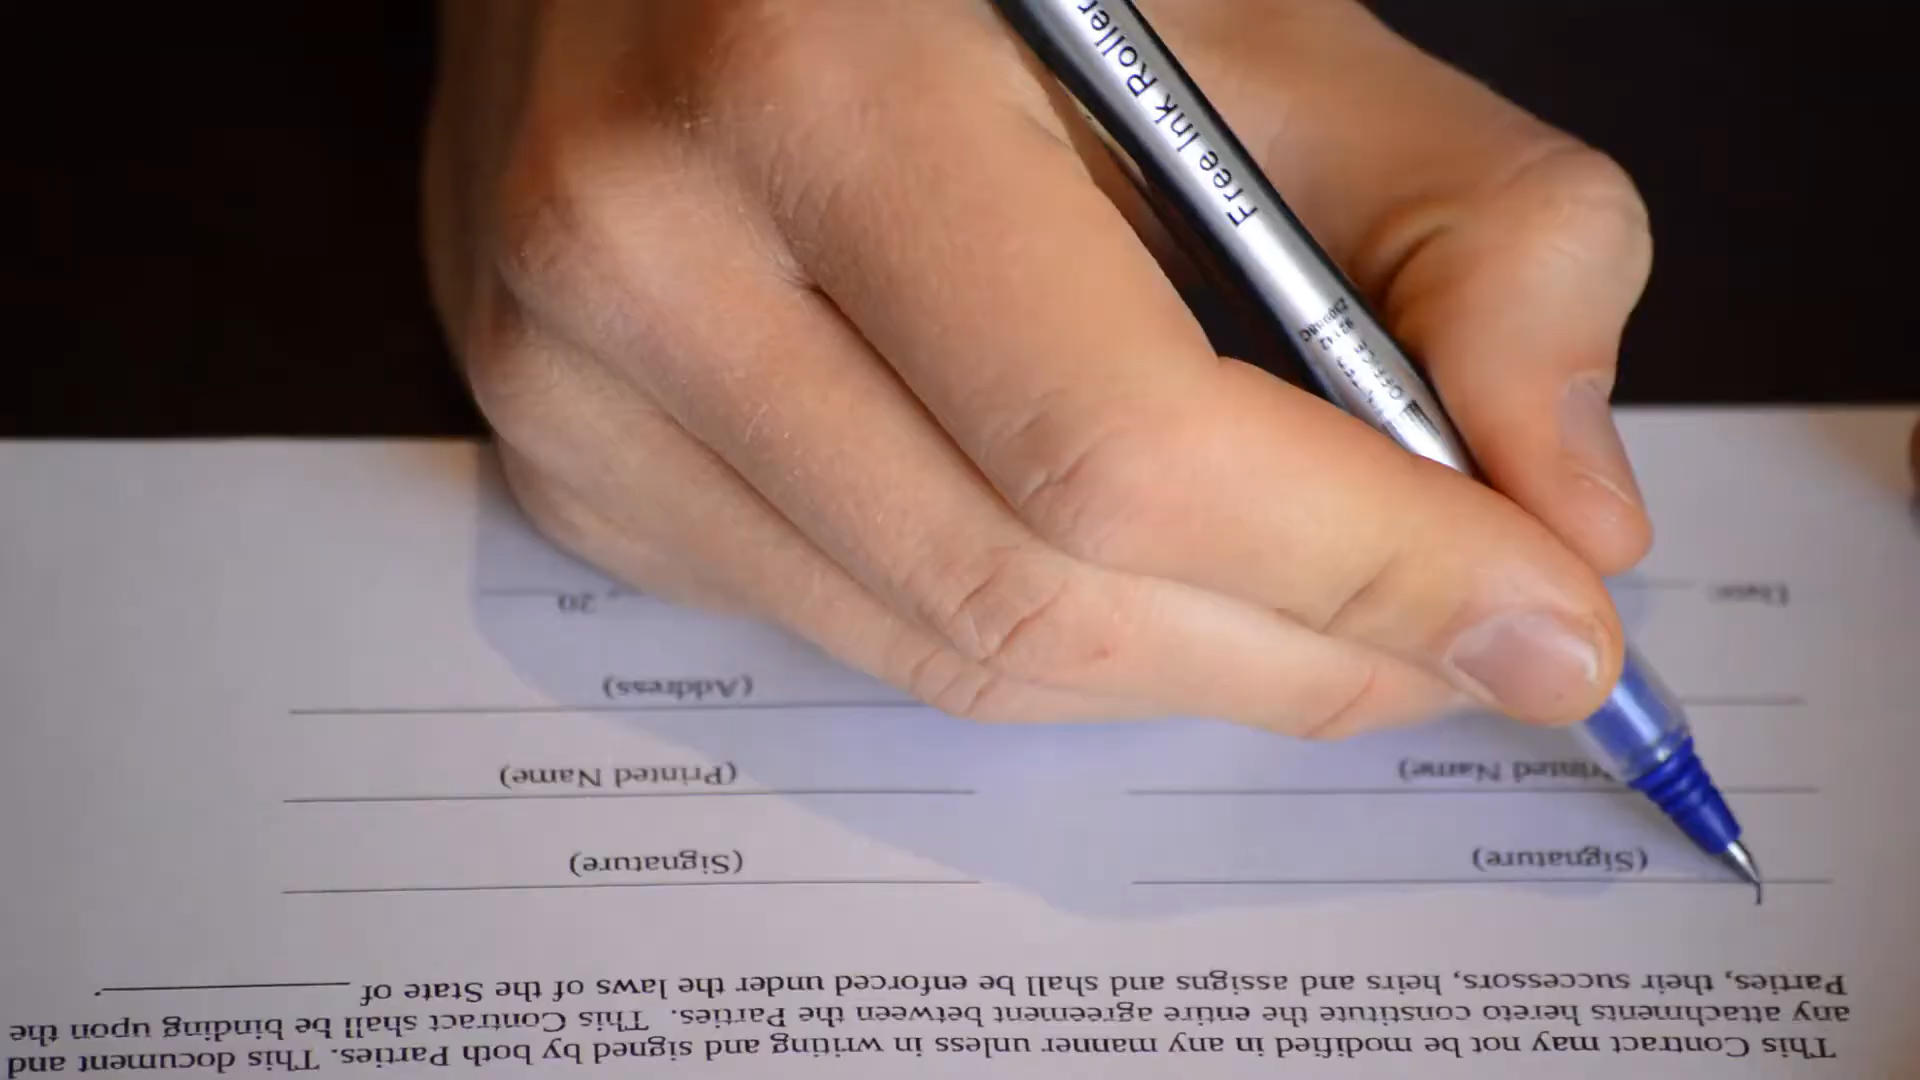 Free Ink Roller
This Contract may not be modified in any manner unless in writing and signed by both Parties. This document and
any attachments hereto constitute the entire agreement between the Parties. This Contract shall be binding upon the
Parties, their successors, heirs and assigns and shall be enforced under the laws of the State of ____________.
(Signature) (Signature)
(Printed Name) (Printed Name)
(Address)
Date: 20